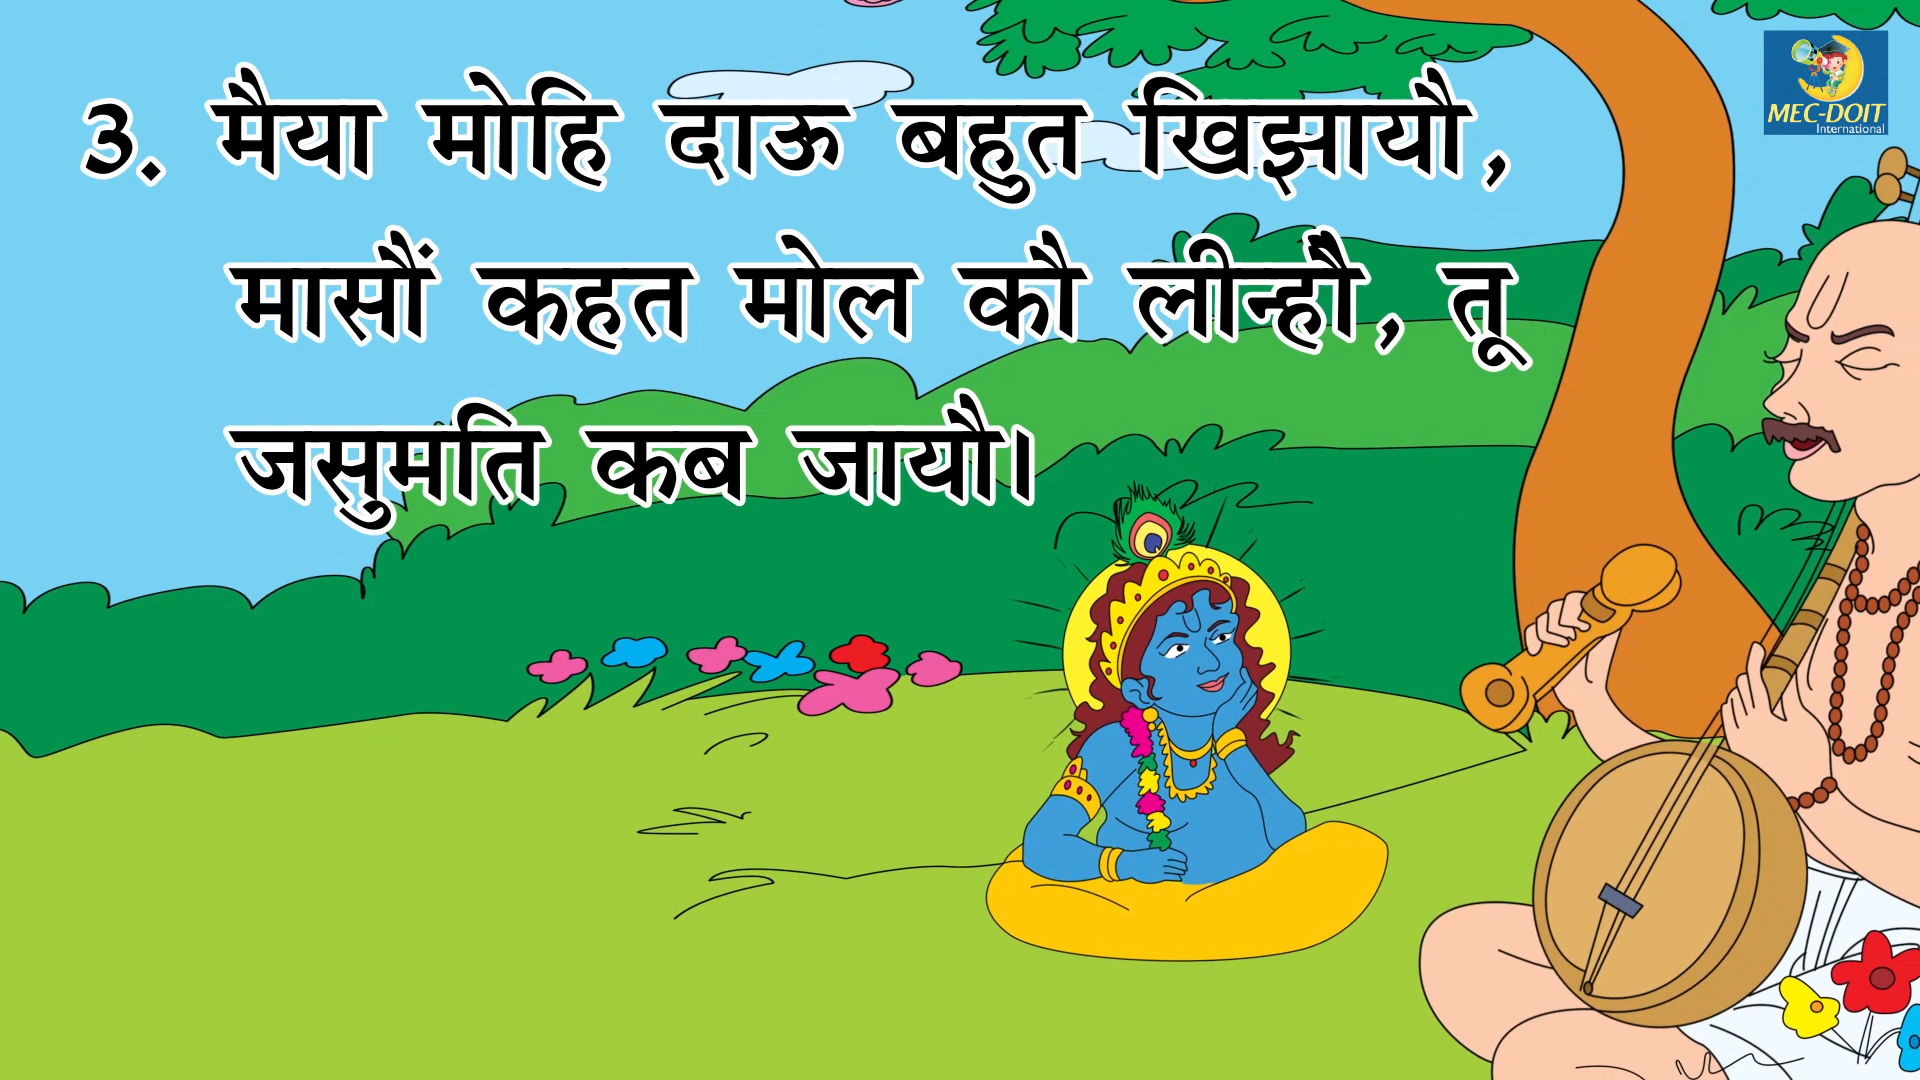 3. मैया मोहि दाऊ बहुत खिझायौ,
मासौं कहत मोल कौ लीन्हौ, तू
जसुमति कब जायौ।
MEC-DOIT
International